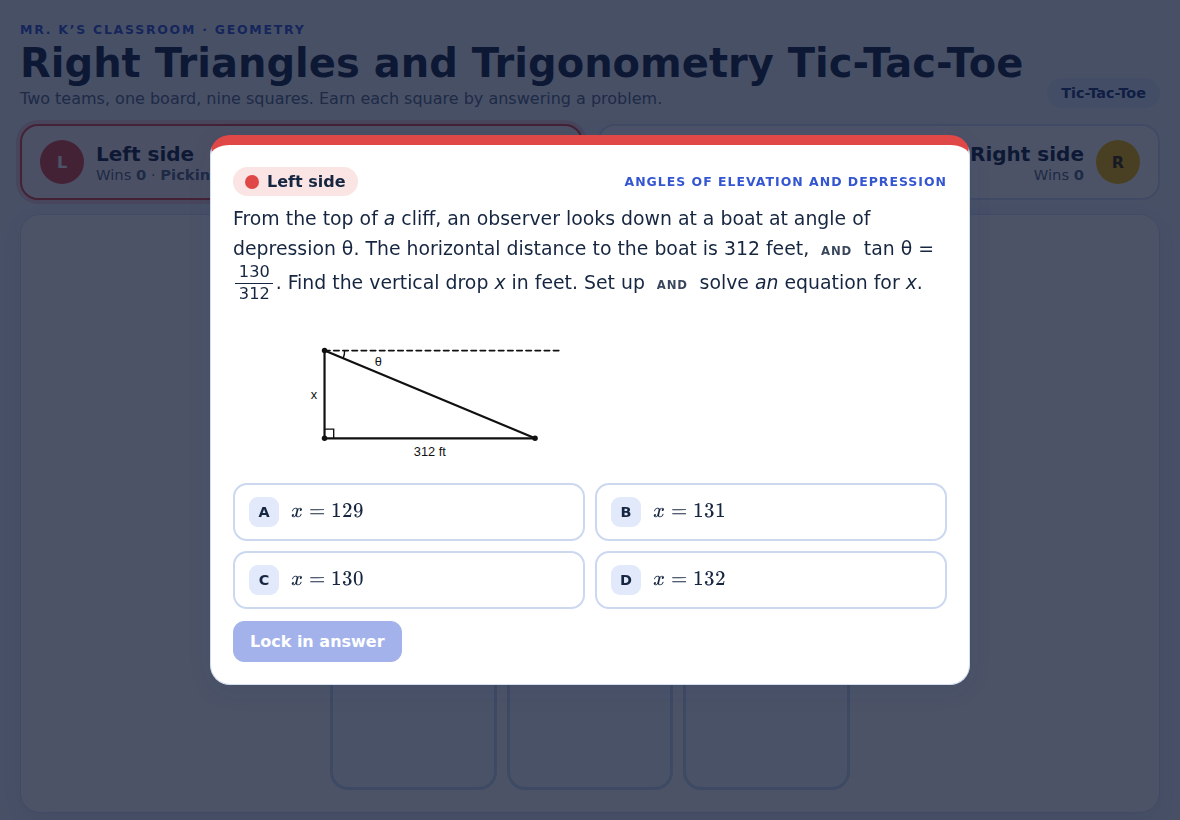 MR. K'S CLASSROOM · GEOMETRY
Right Triangles and Trigonometry Tic-Tac-Toe
Two teams, one board, nine squares. Earn each square by answering a problem.
Tic-Tac-Toe
L
Left side
Wins 0 · Pickin
Right side
Wins 0
R
Left side
ANGLES OF ELEVATION AND DEPRESSION
From the top of a cliff, an observer looks down at a boat at angle of
depression θ. The horizontal distance to the boat is 312 feet, AND tan θ =
130/312. Find the vertical drop x in feet. Set up AND solve an equation for x.
θ
x
312 ft
A x = 129
B x = 131
C x = 130
D x = 132
Lock in answer